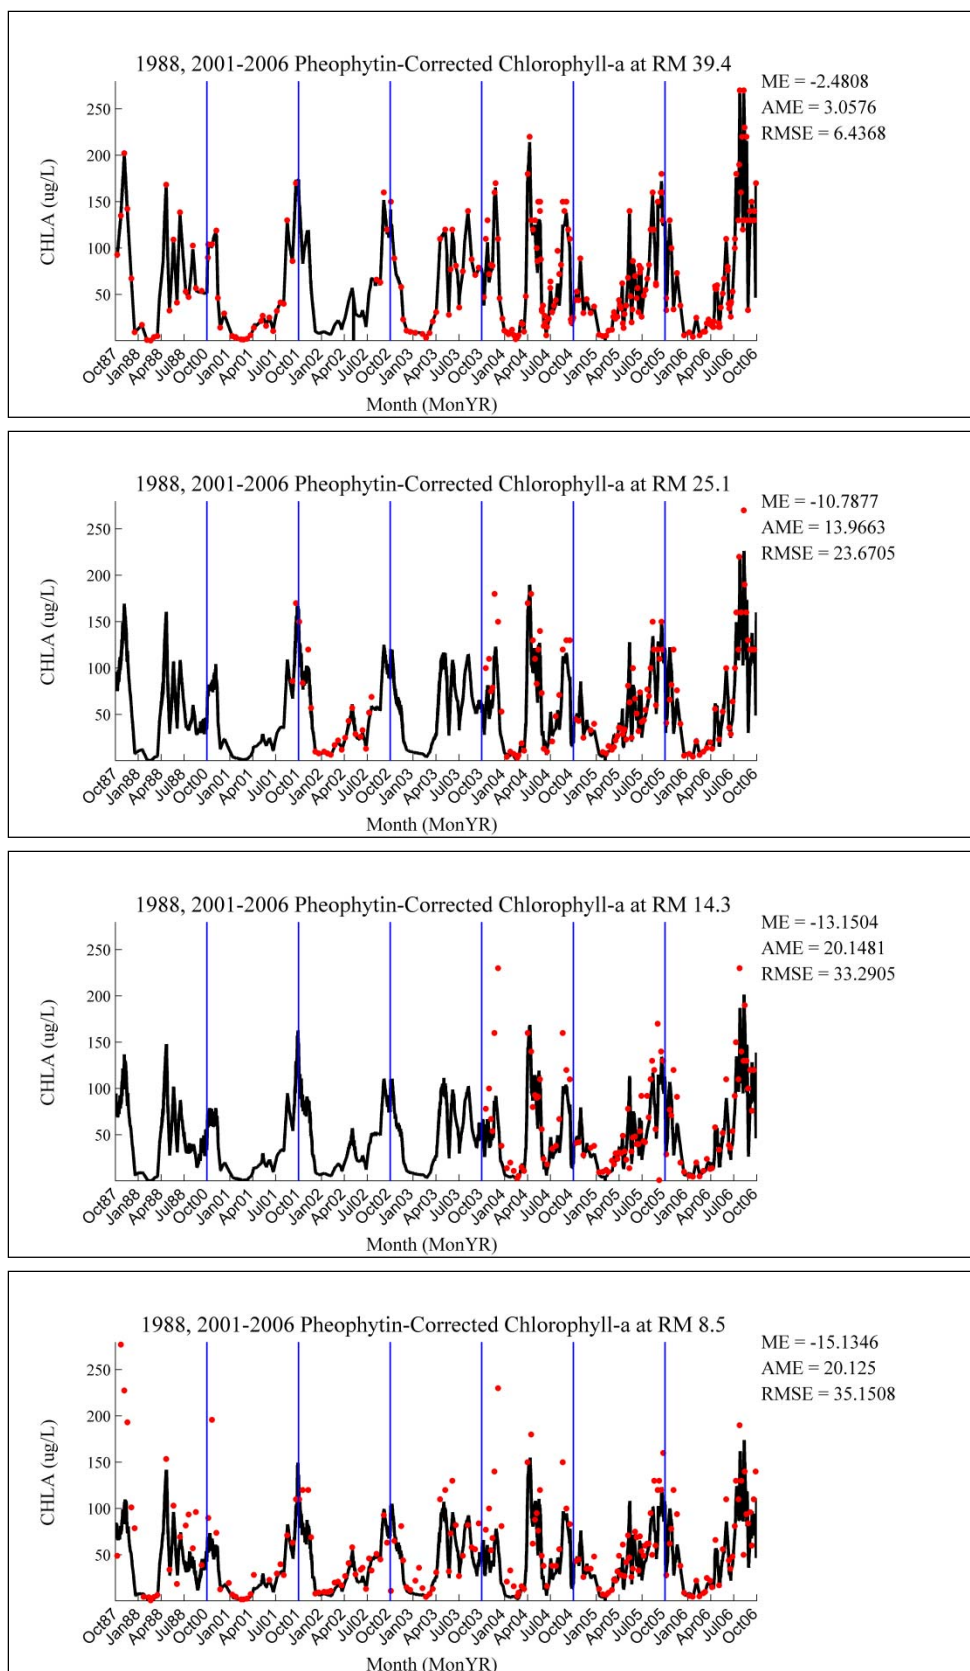 1988, 2001-2006 Pheophytin-Corrected Chlorophyll-a at RM 39.4
ME = -2.4808
AME = 3.0576
RMSE = 6.4368
CHLA (ug/L)
250
200
150
100
50
Oct87 Jan88 Apr88 Jul88 Oct00 Jan01 Apr01 Jul01 Oct01 Jan02 Apr02 Jul02 Oct02 Jan03 Apr03 Jul03 Oct03 Jan04 Apr04 Jul04 Oct04 Jan05 Apr05 Jul05 Oct05 Jan06 Apr06 Jul06 Oct06
Month (MonYR)
1988, 2001-2006 Pheophytin-Corrected Chlorophyll-a at RM 25.1
ME = -10.7877
AME = 13.9663
RMSE = 23.6705
CHLA (ug/L)
250
200
150
100
50
Oct87 Jan88 Apr88 Jul88 Oct00 Jan01 Apr01 Jul01 Oct01 Jan02 Apr02 Jul02 Oct02 Jan03 Apr03 Jul03 Oct03 Jan04 Apr04 Jul04 Oct04 Jan05 Apr05 Jul05 Oct05 Jan06 Apr06 Jul06 Oct06
Month (MonYR)
1988, 2001-2006 Pheophytin-Corrected Chlorophyll-a at RM 14.3
ME = -13.1504
AME = 20.1481
RMSE = 33.2905
CHLA (ug/L)
250
200
150
100
50
Oct87 Jan88 Apr88 Jul88 Oct00 Jan01 Apr01 Jul01 Oct01 Jan02 Apr02 Jul02 Oct02 Jan03 Apr03 Jul03 Oct03 Jan04 Apr04 Jul04 Oct04 Jan05 Apr05 Jul05 Oct05 Jan06 Apr06 Jul06 Oct06
Month (MonYR)
1988, 2001-2006 Pheophytin-Corrected Chlorophyll-a at RM 8.5
ME = -15.1346
AME = 20.125
RMSE = 35.1508
CHLA (ug/L)
250
200
150
100
50
Oct87 Jan88 Apr88 Jul88 Oct00 Jan01 Apr01 Jul01 Oct01 Jan02 Apr02 Jul02 Oct02 Jan03 Apr03 Jul03 Oct03 Jan04 Apr04 Jul04 Oct04 Jan05 Apr05 Jul05 Oct05 Jan06 Apr06 Jul06 Oct06
Month (MonYR)